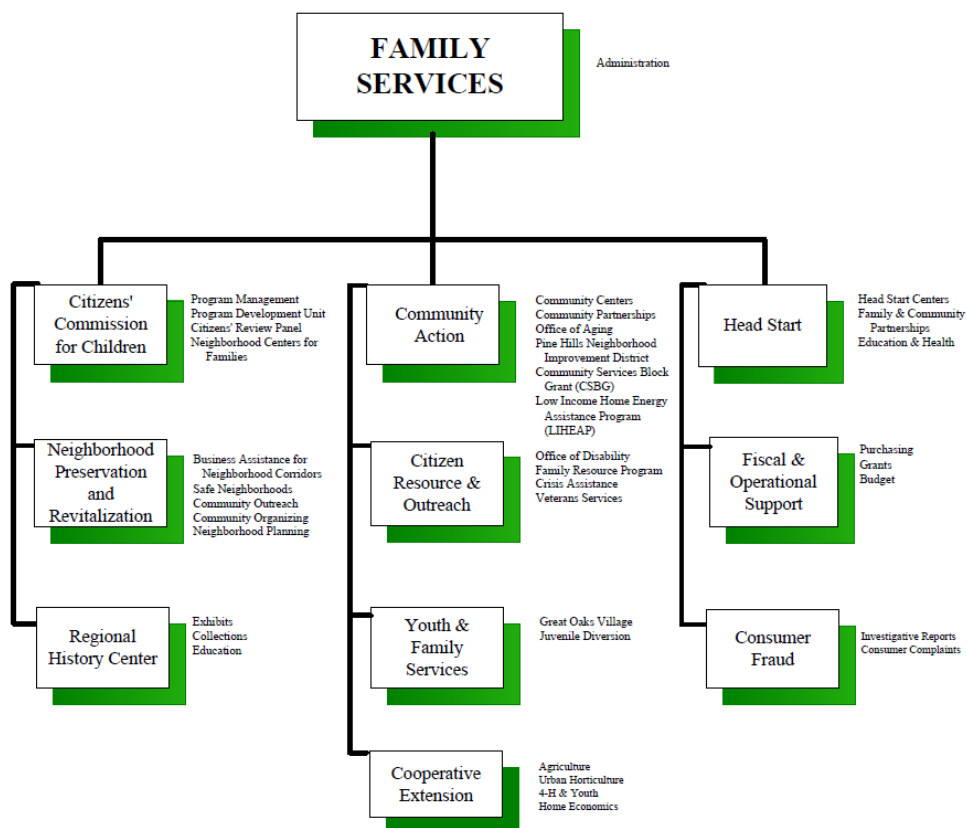 FAMILY
SERVICES
Administration
Citizens'
Commission
for Children
Program Management
Program Development Unit
Citizens' Review Panel
Neighborhood Centers for
Families
Community
Action
Community Centers
Community Partnerships
Office of Aging
Pine Hills Neighborhood
Improvement District
Community Services Block
Grant (CSBG)
Low Income Home Energy
Assistance Program
(LIHEAP)
Head Start
Head Start Centers
Family & Community
Partnerships
Education & Health
Neighborhood
Preservation
and
Revitalization
Business Assistance for
Neighborhood Corridors
Safe Neighborhoods
Community Outreach
Community Organizing
Neighborhood Planning
Citizen
Resource &
Outreach
Office of Disability
Family Resource Program
Crisis Assistance
Veterans Services
Fiscal &
Operational
Support
Purchasing
Grants
Budget
Regional
History Center
Exhibits
Collections
Education
Youth &
Family
Services
Great Oaks Village
Juvenile Diversion
Consumer
Fraud
Investigative Reports
Consumer Complaints
Cooperative
Extension
Agriculture
Urban Horticulture
4-H & Youth
Home Economics